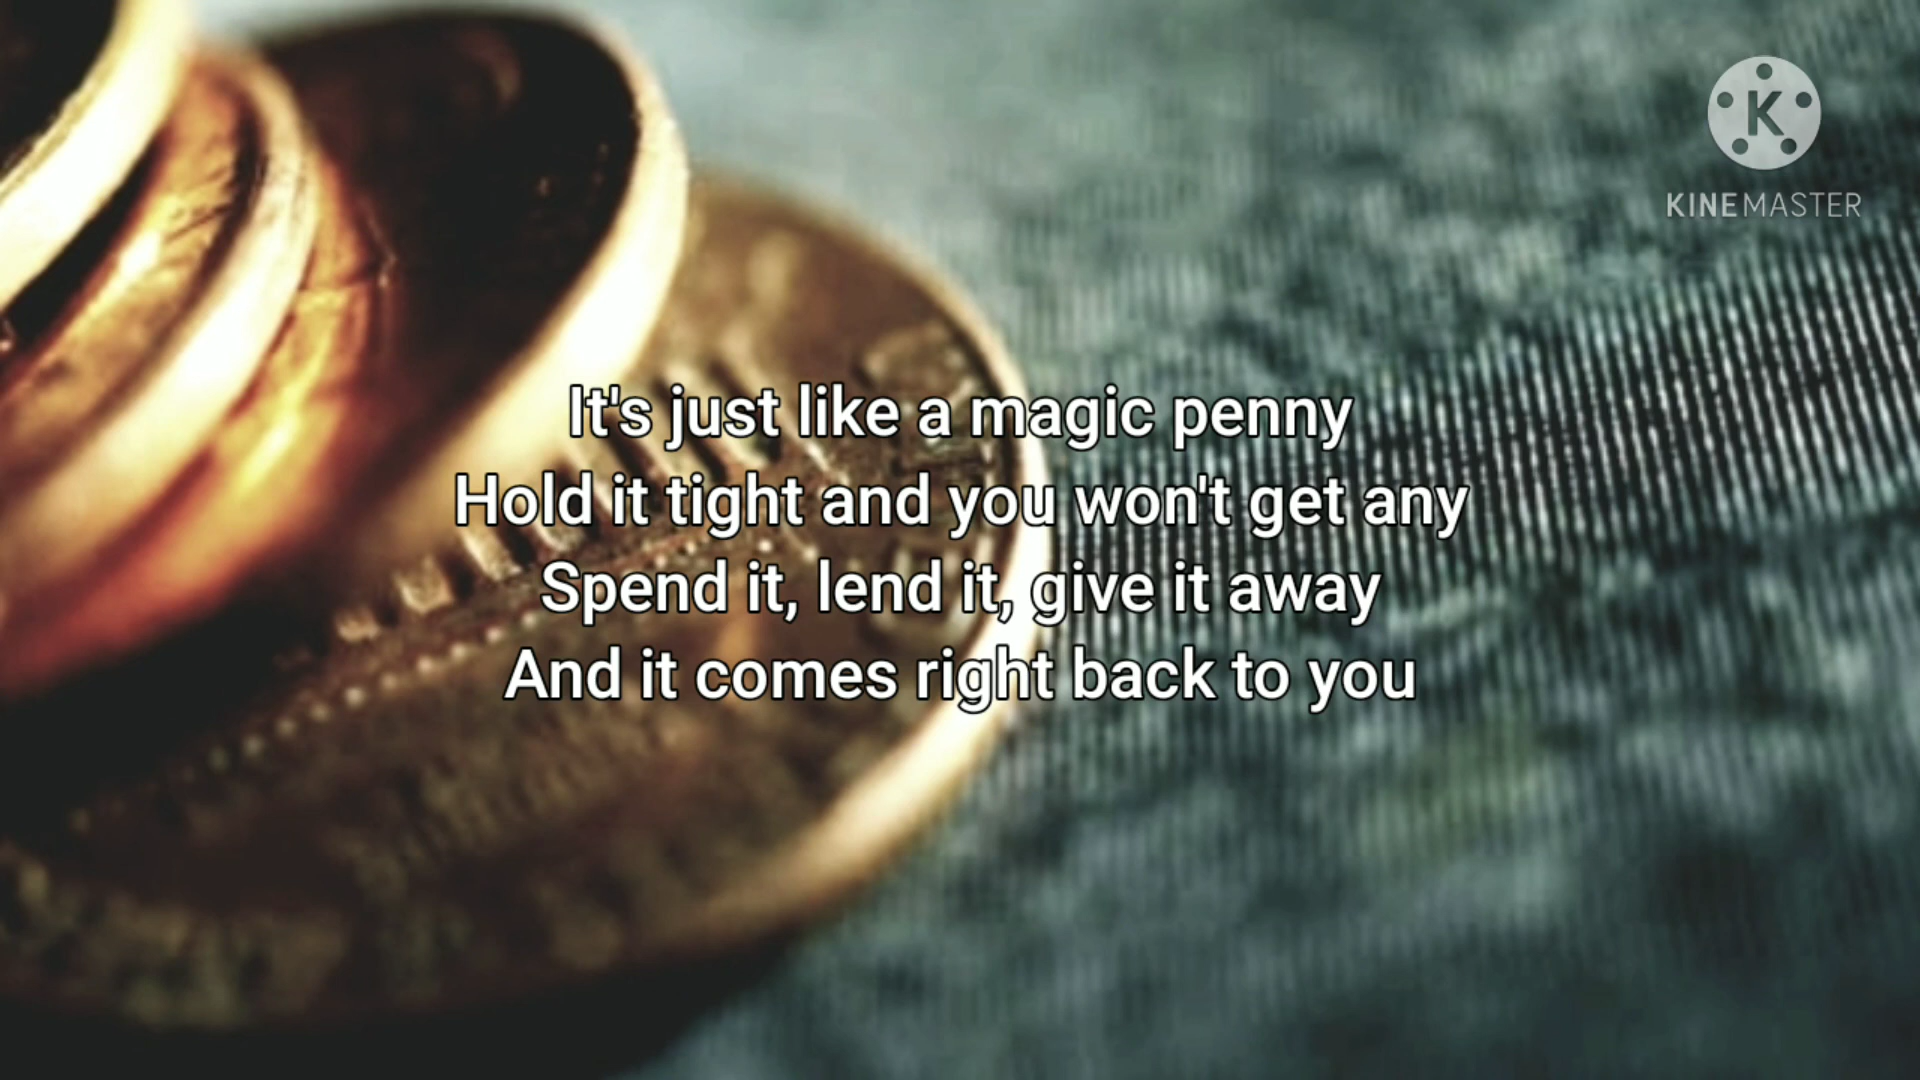 K
KINEMASTER
It's just like a magic penny
Hold it tight and you won't get any
Spend it, lend it, give it away
And it comes right back to you